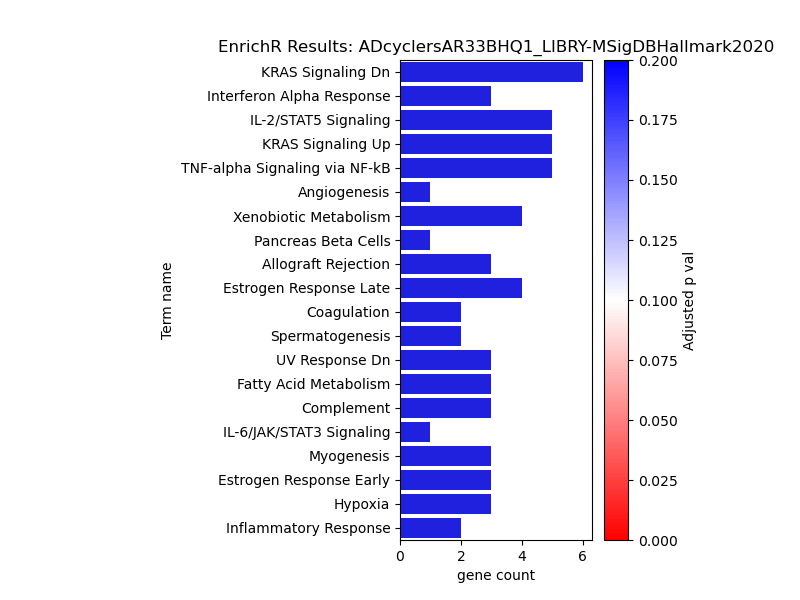 EnrichR Results: ADcyclersAR33BHQ1_LIBRY-MSigDBHallmark2020
KRAS Signaling Dn
Interferon Alpha Response
IL-2/STAT5 Signaling
KRAS Signaling Up
TNF-alpha Signaling via NF-kB
Angiogenesis
Xenobiotic Metabolism
Pancreas Beta Cells
Allograft Rejection
Estrogen Response Late
Coagulation
Spermatogenesis
UV Response Dn
Fatty Acid Metabolism
Complement
IL-6/JAK/STAT3 Signaling
Myogenesis
Estrogen Response Early
Hypoxia
Inflammatory Response
Term name
0 2 4 6
gene count
0.200
0.175
0.150
0.125
0.100
0.075
0.050
0.025
0.000
Adjusted p val